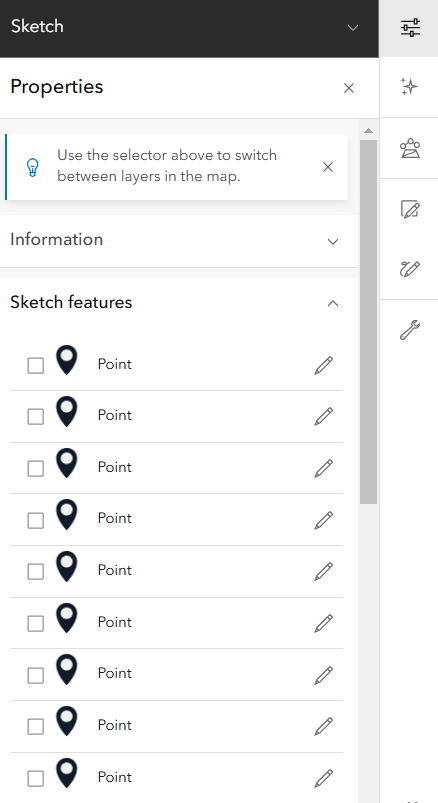 Sketch
Properties
Use the selector above to switch
between layers in the map.
Information
Sketch features
Point
Point
Point
Point
Point
Point
Point
Point
Point